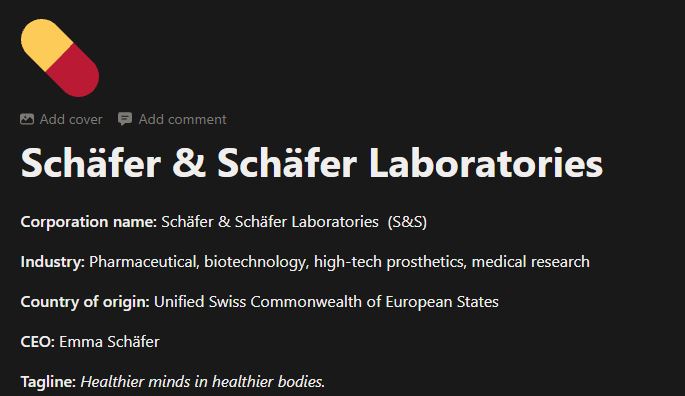 Add cover Add comment
Schäfer & Schäfer Laboratories
Corporation name: Schäfer & Schäfer Laboratories (S&S)
Industry: Pharmaceutical, biotechnology, high-tech prosthetics, medical research
Country of origin: Unified Swiss Commonwealth of European States
CEO: Emma Schäfer
Tagline: Healthier minds in healthier bodies.